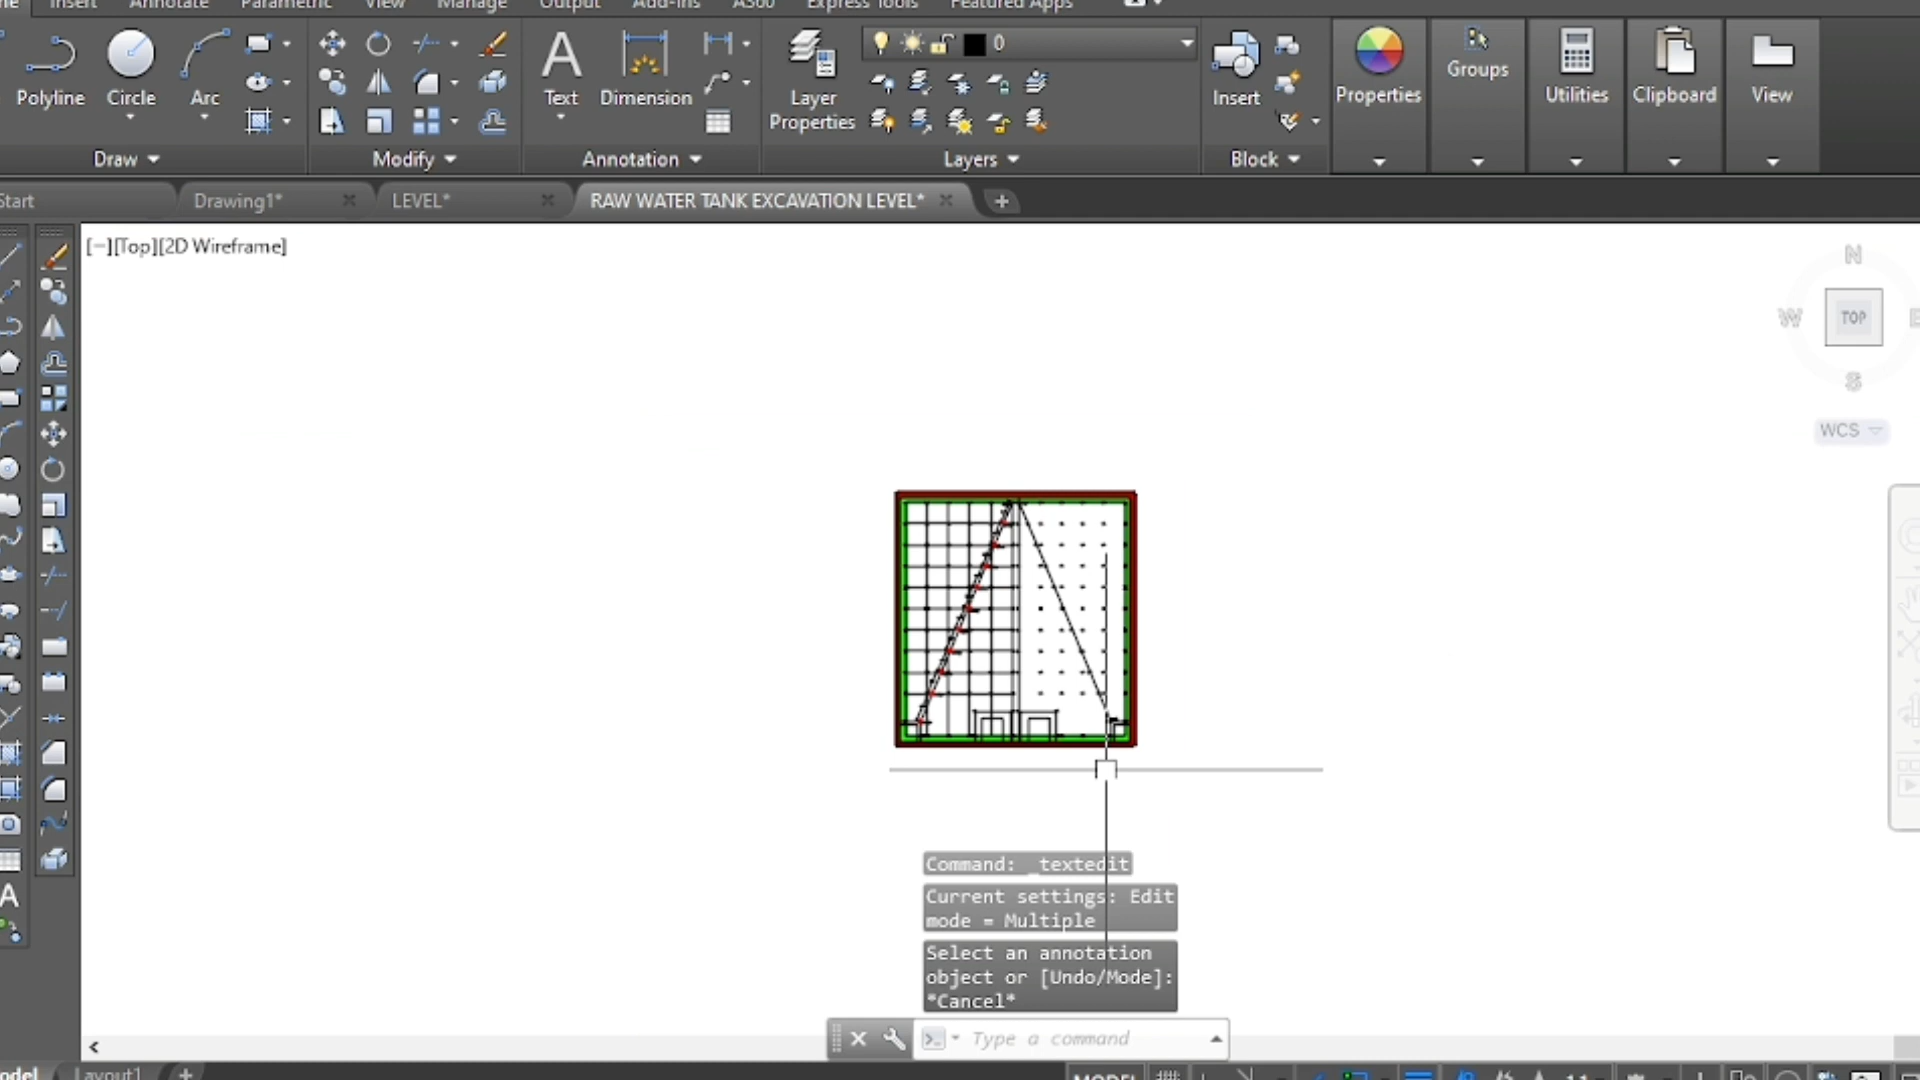 Insert Annotate Parametric View Manage Output Add-ins A360 Express Tools Featured Apps
Polyline Circle Arc Text Dimension Layer Properties 0 Insert Properties Groups Utilities Clipboard View
Draw Modify Annotation Layers Block
Start Drawing1* LEVEL* RAW WATER TANK EXCAVATION LEVEL* +
[−][Top][2D Wireframe]
N
W TOP E
S
WCS
Command: _textedit
Current settings: Edit
mode = Multiple
Select an annotation
object or [Undo/Mode]:
*Cancel*
Type a command
Model Layout1 + MODEL